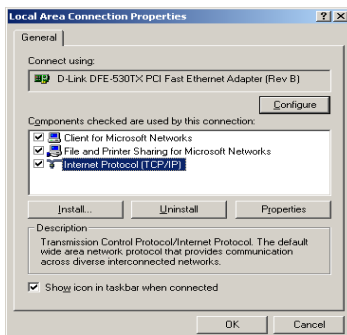 Local Area Connection Properties
General
Connect using:
D-Link DFE-530TX PCI Fast Ethernet Adapter (Rev B)
Configure
Components checked are used by this connection:
Client for Microsoft Networks
File and Printer Sharing for Microsoft Networks
Internet Protocol (TCP/IP)
Install... Uninstall Properties
Description
Transmission Control Protocol/Internet Protocol. The default
wide area network protocol that provides communication
across diverse interconnected networks.
Show icon in taskbar when connected
OK Cancel